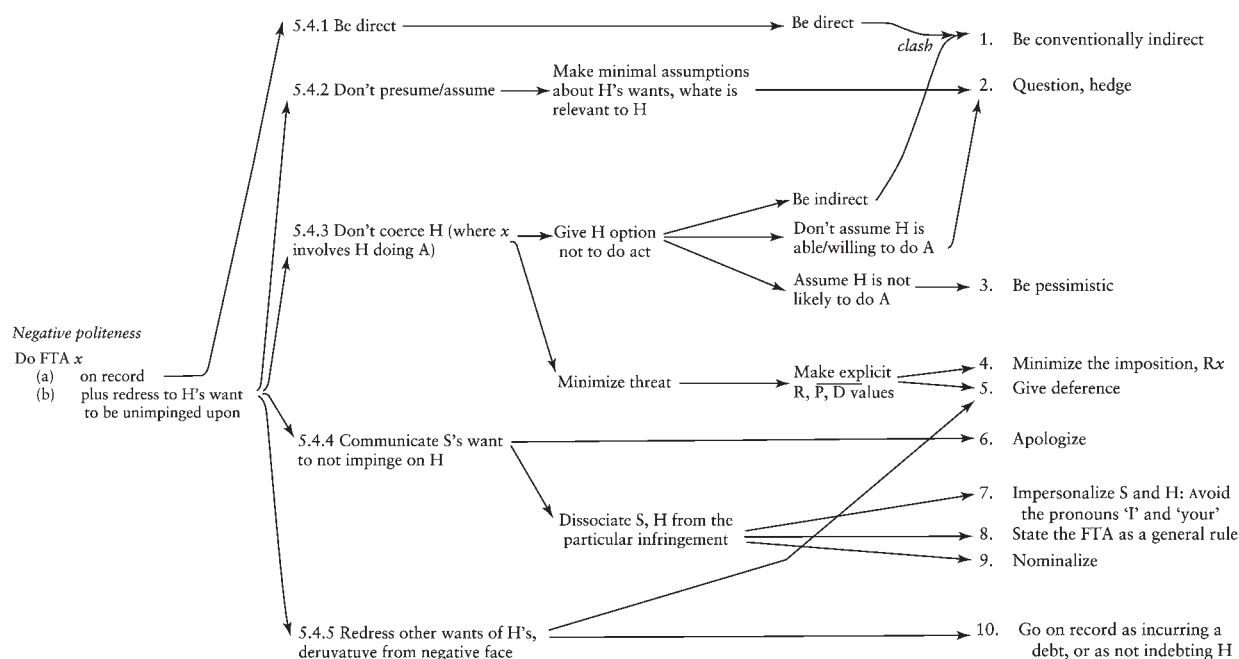 5.4.1 Be direct
Be direct
clash
1. Be conventionally indirect
5.4.2 Don't presume/assume
Make minimal assumptions
about H's wants, whate is
relevant to H
2. Question, hedge
5.4.3 Don't coerce H (where x
involves H doing A)
Give H option
not to do act
Be indirect
Don't assume H is
able/willing to do A
Assume H is not
likely to do A
3. Be pessimistic
Negative politeness
Do FTA x
(a) on record
(b) plus redress to H's want
to be unimpinged upon
Minimize threat
Make explicit
R, P, D values
4. Minimize the imposition, Rx
5. Give deference
5.4.4 Communicate S's want
to not impinge on H
6. Apologize
Dissociate S, H from the
particular infringement
7. Impersonalize S and H: Avoid
the pronouns 'I' and 'your'
8. State the FTA as a general rule
9. Nominalize
5.4.5 Redress other wants of H's,
deruvatuve from negative face
10. Go on record as incurring a
debt, or as not indebting H